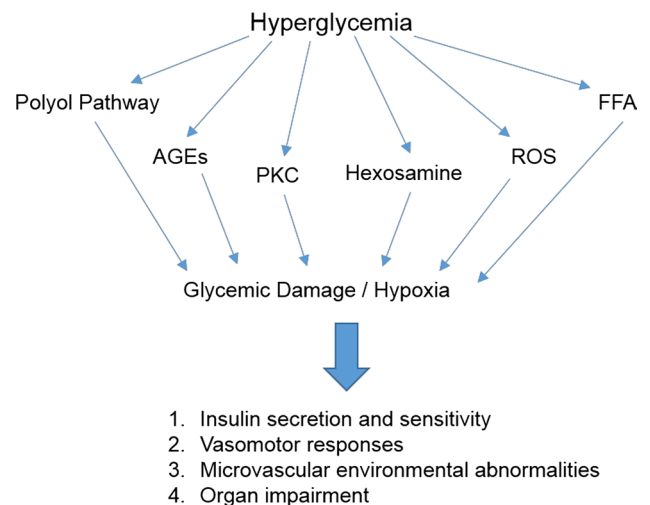 Hyperglycemia
Polyol Pathway
FFA
AGEs
PKC
Hexosamine
ROS
Glycemic Damage / Hypoxia
1. Insulin secretion and sensitivity
2. Vasomotor responses
3. Microvascular environmental abnormalities
4. Organ impairment